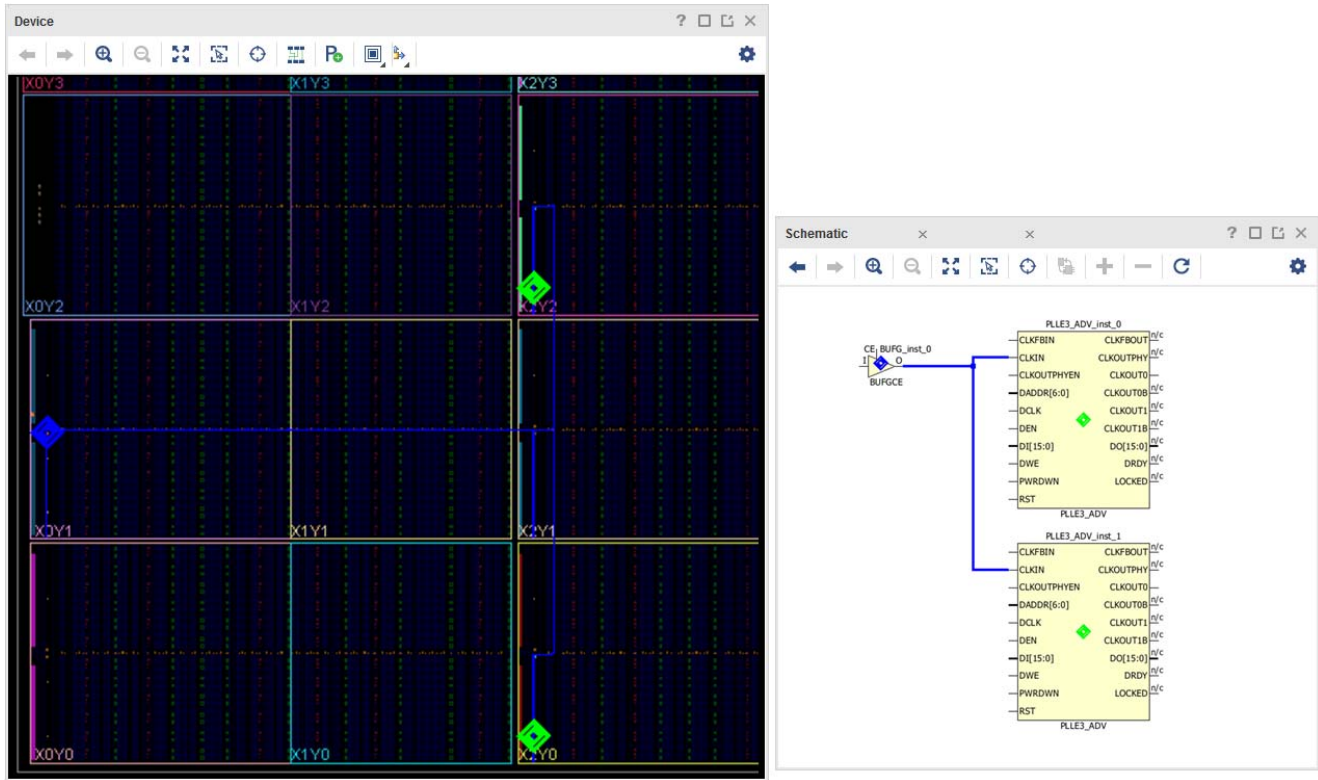 Device
?
X0Y3
X1Y3
X2Y3
X0Y2
X1Y2
X2Y2
X0Y1
X1Y1
X2Y1
X0Y0
X1Y0
X2Y0
Schematic
?
CE BUFG_inst_0
I
O
BUFGCE
PLLE3_ADV_inst_0
CLKFBIN CLKFBOUT n/c
CLKIN CLKOUTPHY n/c
CLKOUTPHYEN CLKOUT0
DADDR[6:0] CLKOUT0B n/c
DCLK CLKOUT1 n/c
DEN CLKOUT1B n/c
DI[15:0] DO[15:0] n/c
DWE DRDY n/c
PWRDWN LOCKED n/c
RST
PLLE3_ADV
PLLE3_ADV_inst_1
CLKFBIN CLKFBOUT n/c
CLKIN CLKOUTPHY n/c
CLKOUTPHYEN CLKOUT0
DADDR[6:0] CLKOUT0B n/c
DCLK CLKOUT1 n/c
DEN CLKOUT1B n/c
DI[15:0] DO[15:0] n/c
DWE DRDY n/c
PWRDWN LOCKED n/c
RST
PLLE3_ADV